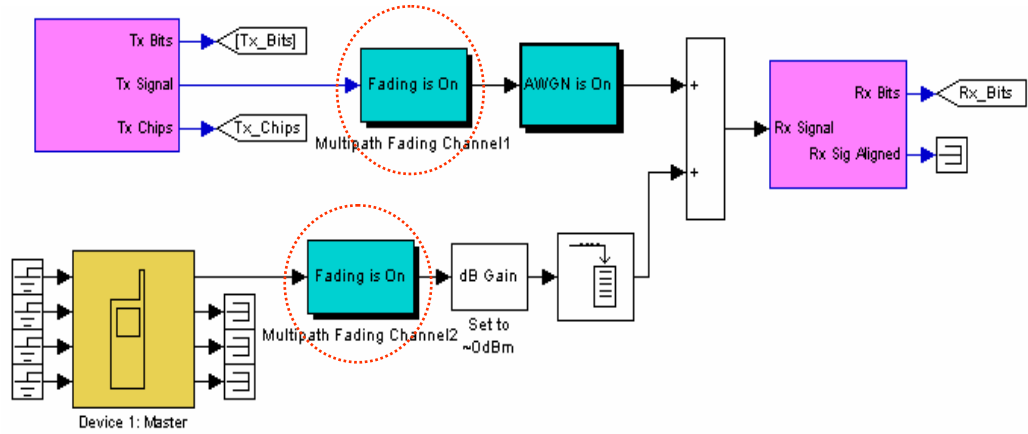 Tx Bits
[Tx_Bits]
Tx Signal
Tx Chips
Tx_Chips
Fading is On
Multipath Fading Channel1
AWGN is On
+
+
Rx Signal
Rx Bits
Rx Sig Aligned
Rx_Bits
Device 1: Master
Fading is On
Multipath Fading Channel2
dB Gain
Set to
~0dBm